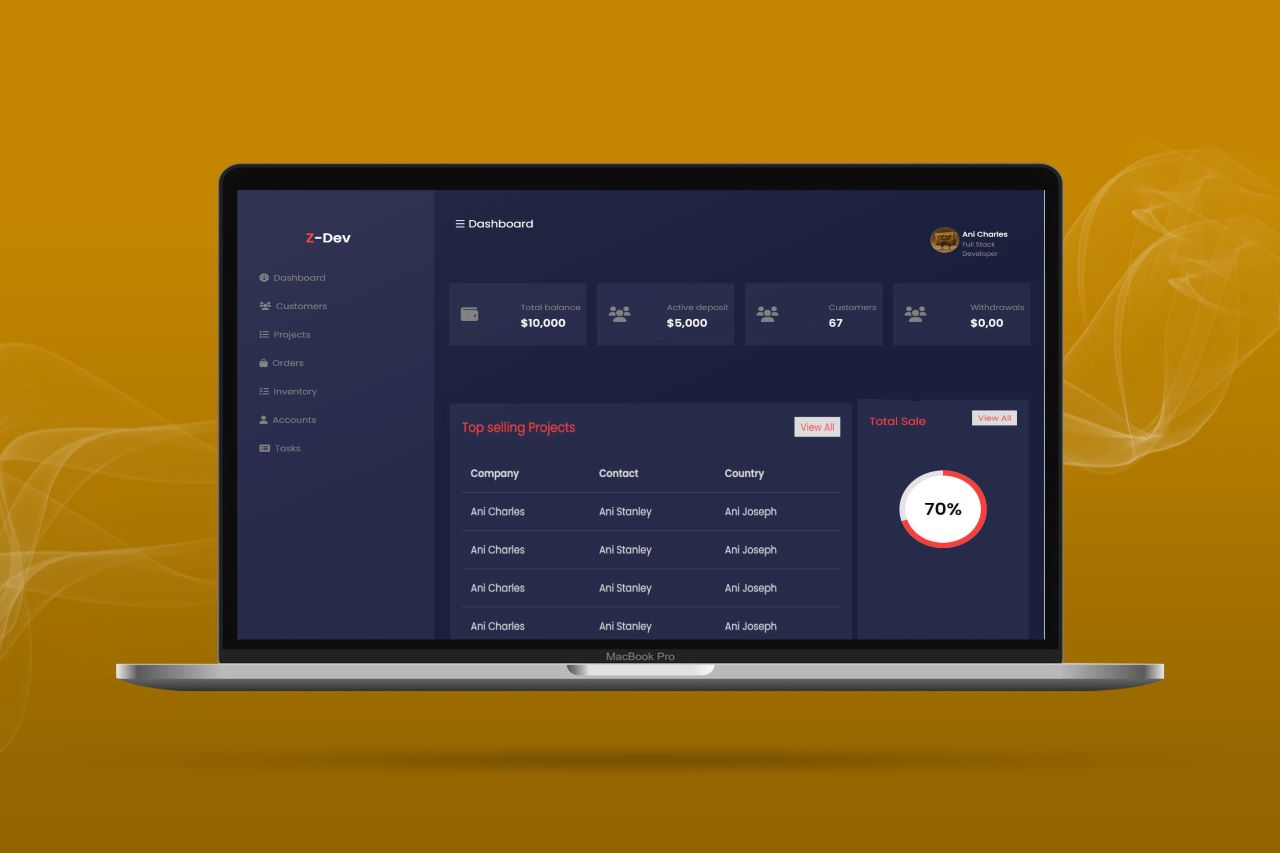 Z-Dev
Dashboard
Customers
Projects
Orders
Inventory
Accounts
Tasks
Dashboard
Ani Charles
Full Stack
Developer
Total balance
$10,000
Active deposit
$5,000
Customers
67
Withdrawals
$0,00
Top selling Projects
View All
Company Contact Country
Ani Charles Ani Stanley Ani Joseph
Ani Charles Ani Stanley Ani Joseph
Ani Charles Ani Stanley Ani Joseph
Ani Charles Ani Stanley Ani Joseph
Total Sale
View All
70%
MacBook Pro